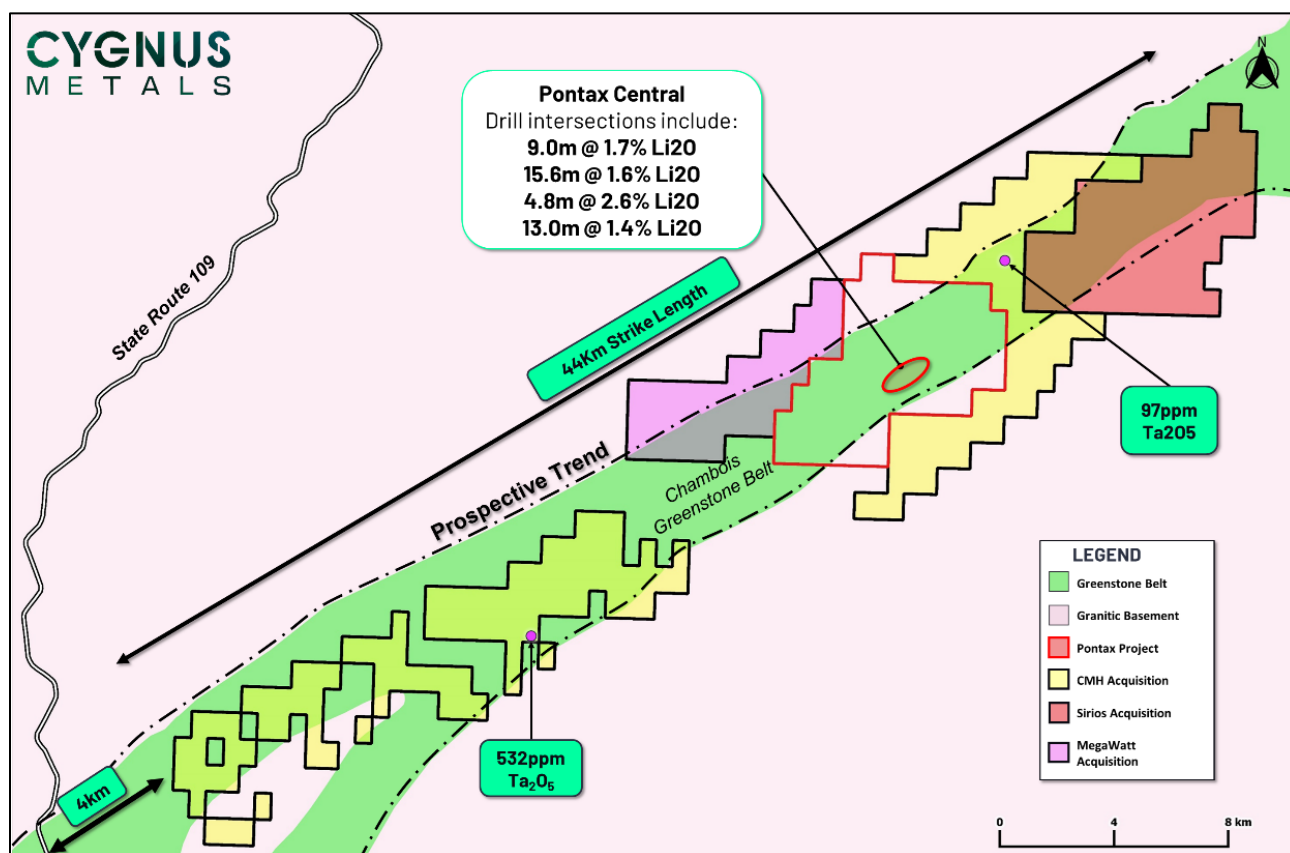 CYGNUS
METALS
N
Pontax Central
Drill intersections include:
9.0m @ 1.7% Li2O
15.6m @ 1.6% Li2O
4.8m @ 2.6% Li2O
13.0m @ 1.4% Li2O
State Route 109
44Km Strike Length
97ppm
Ta2O5
Prospective Trend
Chambois
Greenstone Belt
LEGEND
Greenstone Belt
Granitic Basement
Pontax Project
CMH Acquisition
Sirios Acquisition
MegaWatt
Acquisition
532ppm
Ta₂O₅
4km
0 4 8 km